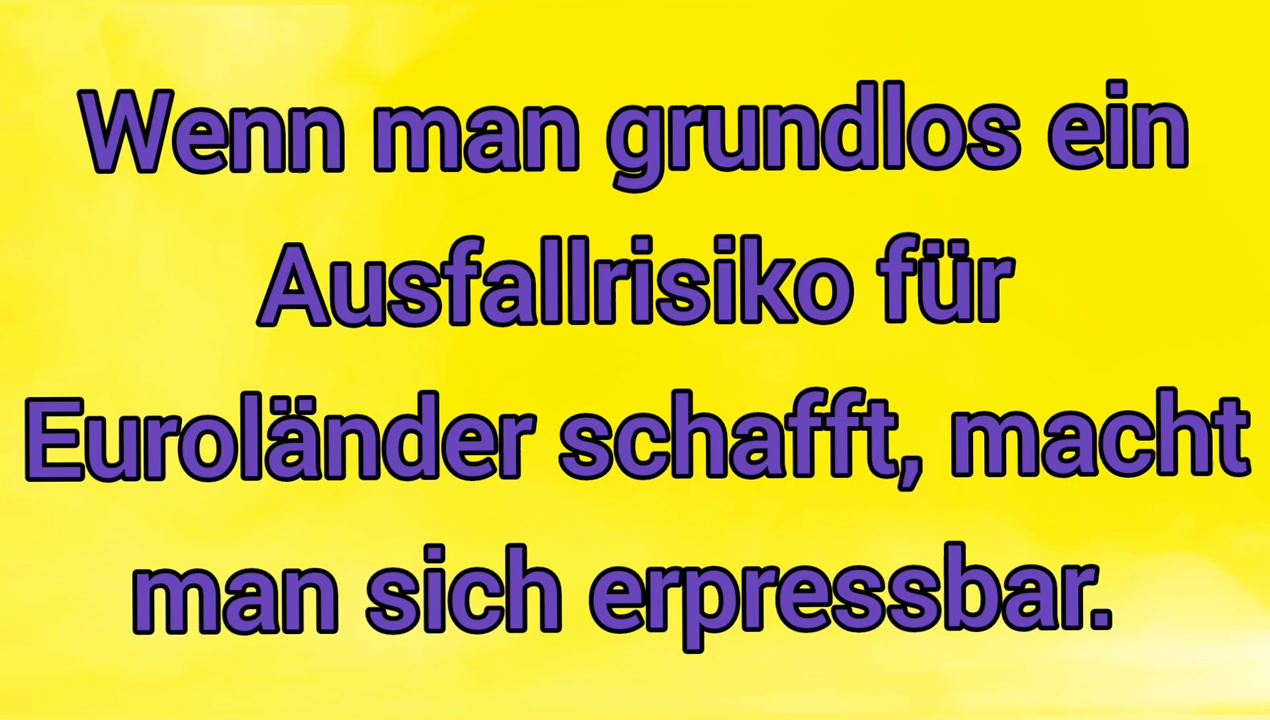 Wenn man grundlos ein
Ausfallrisiko für
Euroländer schafft, macht
man sich erpressbar.